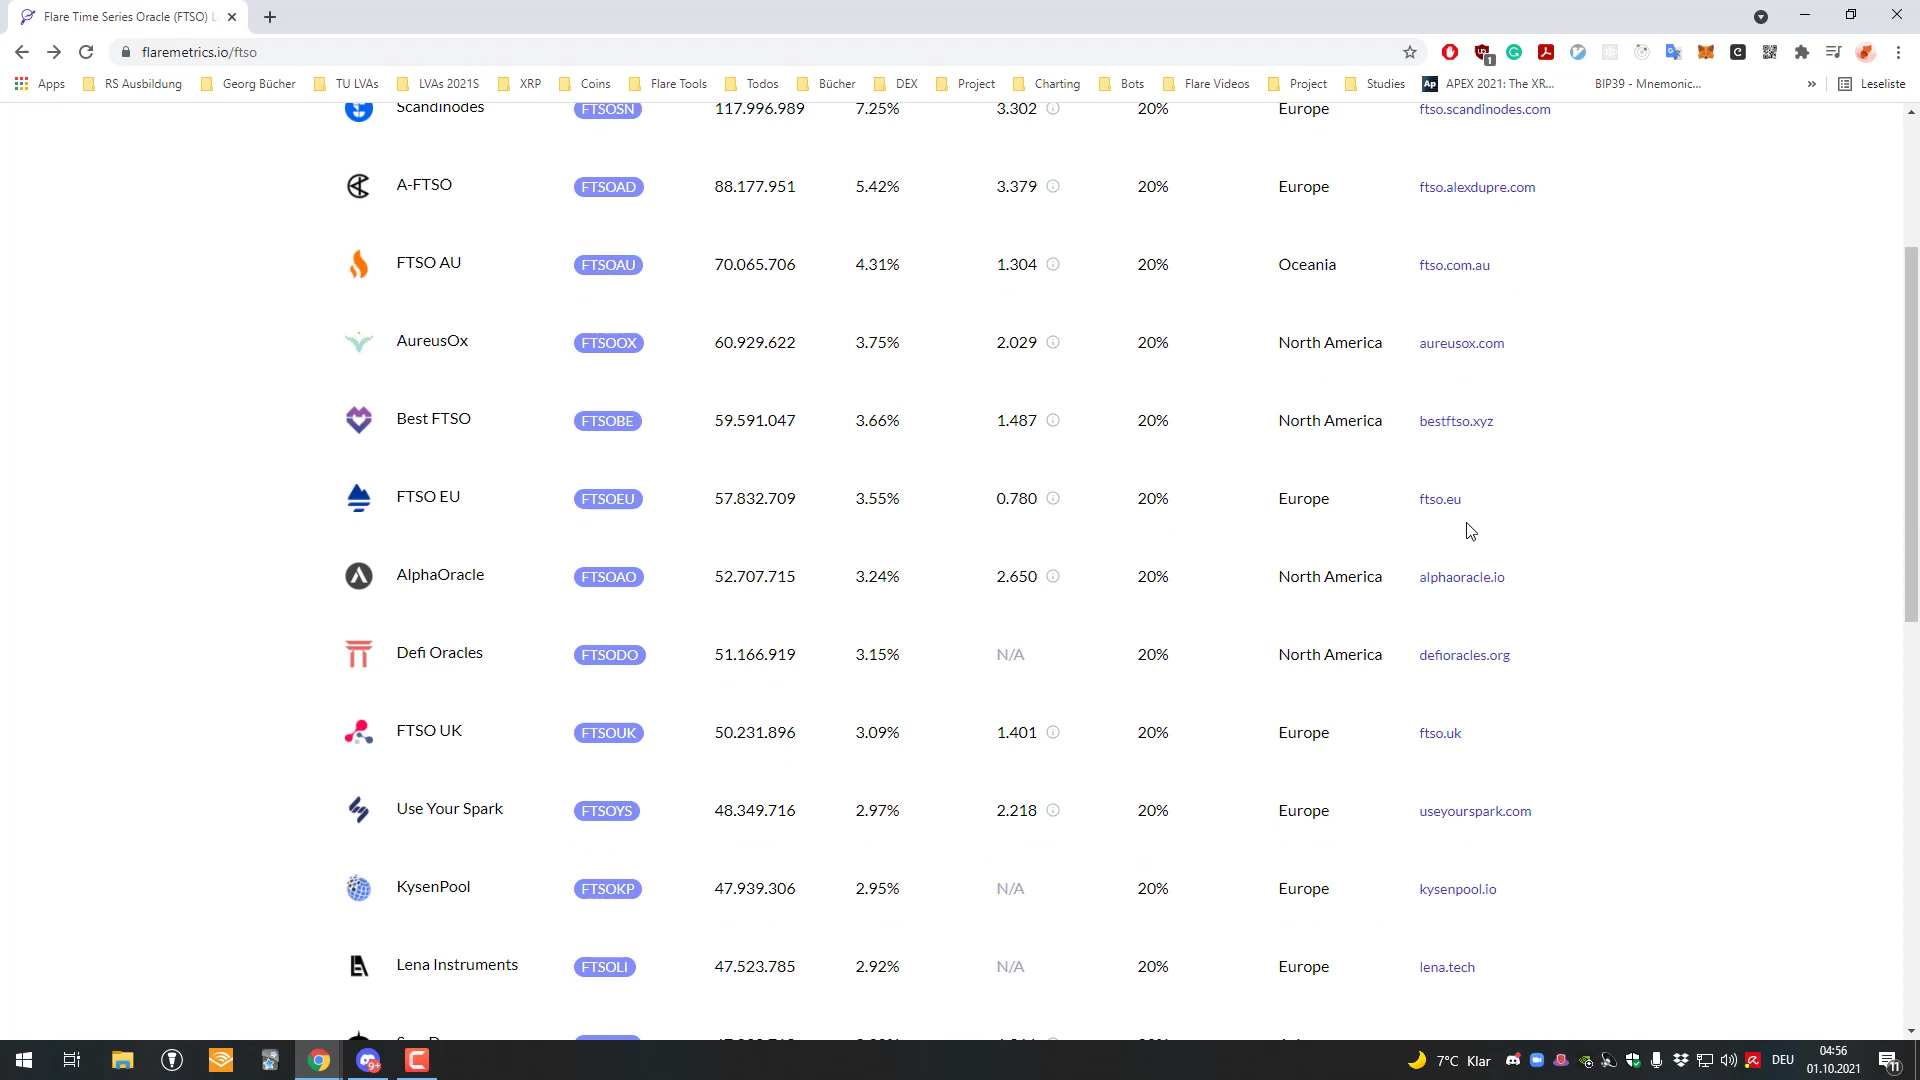 Flare Time Series Oracle (FTSO) Li
flaremetrics.io/ftso
1
Apps RS Ausbildung Georg Bücher TU LVAs LVAs 2021S XRP Coins Flare Tools Todos Bücher DEX Project Charting Bots Flare Videos Project Studies Ap APEX 2021: The XR... BIP39 - Mnemonic... » Leseliste
Scandinodes FTSOSN 117.996.989 7.25% 3.302 20% Europe ftso.scandinodes.com
A-FTSO FTSOAD 88.177.951 5.42% 3.379 20% Europe ftso.alexdupre.com
FTSO AU FTSOAU 70.065.706 4.31% 1.304 20% Oceania ftso.com.au
AureusOx FTSOOX 60.929.622 3.75% 2.029 20% North America aureusox.com
Best FTSO FTSOBE 59.591.047 3.66% 1.487 20% North America bestftso.xyz
FTSO EU FTSOEU 57.832.709 3.55% 0.780 20% Europe ftso.eu
AlphaOracle FTSOAO 52.707.715 3.24% 2.650 20% North America alphaoracle.io
Defi Oracles FTSODO 51.166.919 3.15% N/A 20% North America defioracles.org
FTSO UK FTSOUK 50.231.896 3.09% 1.401 20% Europe ftso.uk
Use Your Spark FTSOYS 48.349.716 2.97% 2.218 20% Europe useyourspark.com
KysenPool FTSOKP 47.939.306 2.95% N/A 20% Europe kysenpool.io
Lena Instruments FTSOLI 47.523.785 2.92% N/A 20% Europe lena.tech
9+ 7°C Klar DEU 04:56
01.10.2021 11